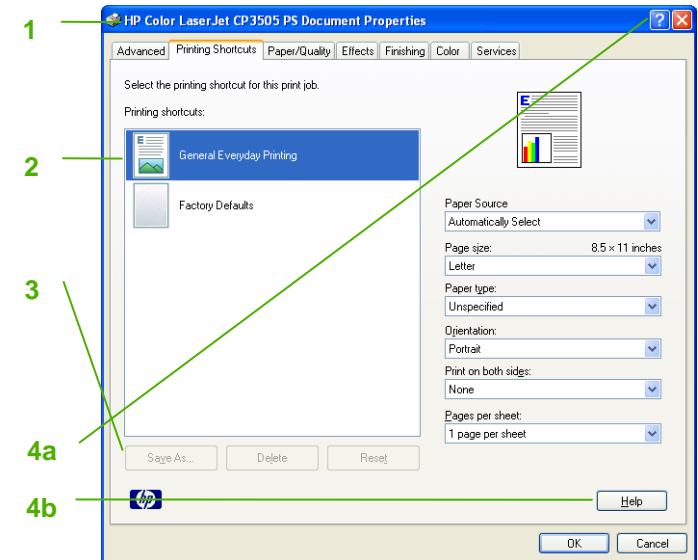 1
HP Color LaserJet CP3505 PS Document Properties
Advanced Printing Shortcuts Paper/Quality Effects Finishing Color Services
Select the printing shortcut for this print job.
Printing shortcuts:
E
E
2
General Everyday Printing
Factory Defaults
Paper Source
Automatically Select
Page size: 8.5 × 11 inches
Letter
3
Paper type:
Unspecified
Orientation:
Portrait
Print on both sides:
None
Pages per sheet:
1 page per sheet
4a
Save As... Delete Reset
4b
hp
Help
OK Cancel